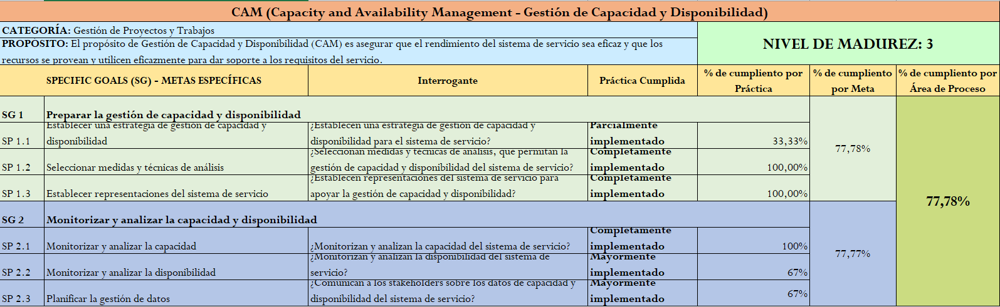 CAM (Capacity and Availability Management - Gestión de Capacidad y Disponibilidad)
CATEGORÍA: Gestión de Proyectos y Trabajos
PROPÓSITO: El propósito de Gestión de Capacidad y Disponibilidad (CAM) es asegurar que el rendimiento del sistema de servicio sea eficaz y que los
recursos se provean y utilicen eficazmente para dar soporte a los requisitos del servicio.
NIVEL DE MADUREZ: 3
SPECIFIC GOALS (SG) - METAS ESPECÍFICAS
Interrogante
Práctica Cumplida
% de cumpliento por
Práctica
% de cumpliento
por Meta
% de cumpliento por
Área de Proceso
SG 1
Preparar la gestión de capacidad y disponibilidad
SP 1.1
Establecer una estrategia de gestión de capacidad y
disponibilidad
¿Establecen una estrategia de gestión de capacidad y
disponibilidad para el sistema de servicio?
Parcialmente
implementado
33,33%
SP 1.2
Seleccionar medidas y técnicas de análisis
¿Seleccionan medidas y técnicas de análisis, que permitan la
gestión de capacidad y disponibilidad del sistema de servicio?
Completamente
implementado
100,00%
SP 1.3
Establecer representaciones del sistema de servicio
¿Establecen representaciones del sistema de servicio para
apoyar la gestión de capacidad y disponibilidad?
Completamente
implementado
100,00%
77,78%
SG 2
Monitorizar y analizar la capacidad y disponibilidad
SP 2.1
Monitorizar y analizar la capacidad
¿Monitorizan y analizan la capacidad del sistema de servicio?
Completamente
implementado
100%
SP 2.2
Monitorizar y analizar la disponibilidad
¿Monitorizan y analizan la disponibilidad del sistema de
servicio?
Mayormente
implementado
67%
SP 2.3
Planificar la gestión de datos
¿Comunican a los stakeholders sobre los datos de capacidad y
disponibilidad del sistema de servicio?
Mayormente
implementado
67%
77,77%
77,78%